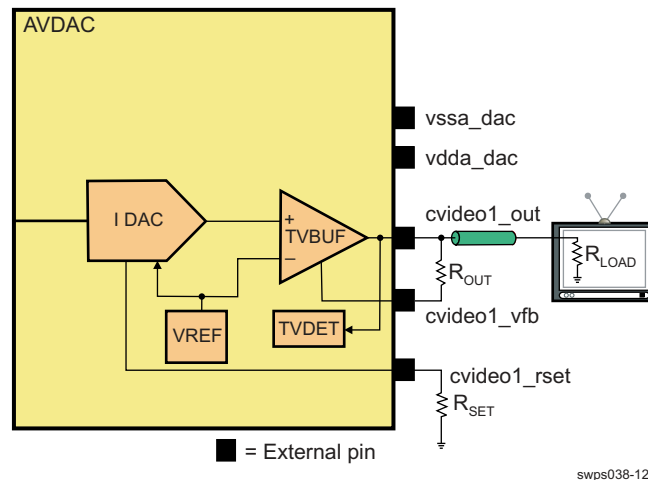 AVDAC
vssa_dac
vdda_dac
I DAC
+
TVBUF
–
cvideo1_out
ROUT
RLOAD
VREF
TVDET
cvideo1_vfb
cvideo1_rset
RSET
= External pin
swps038-12